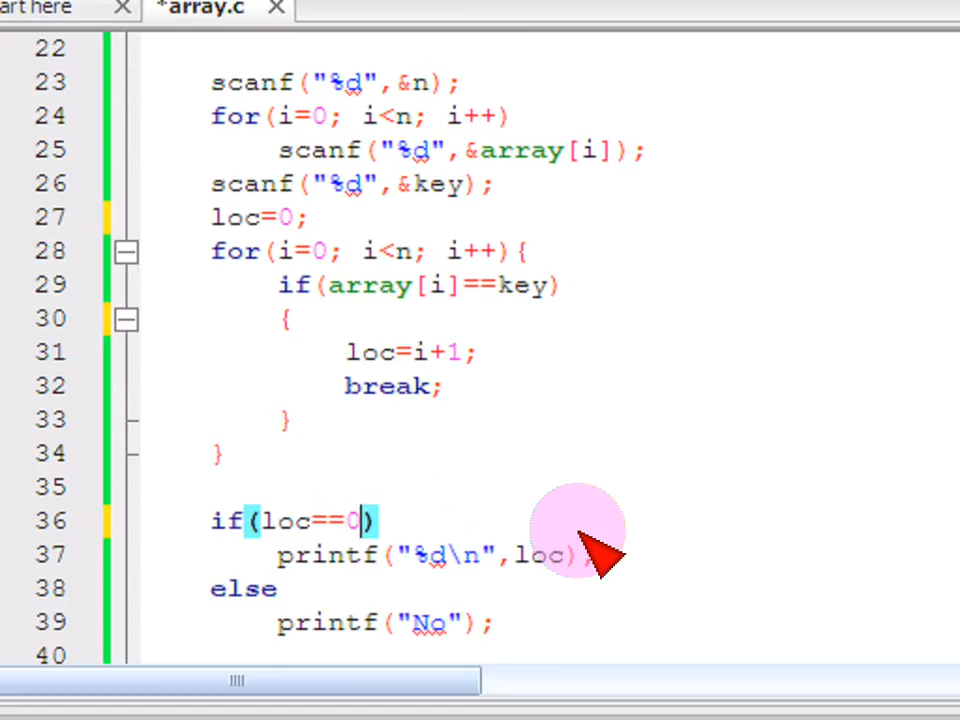 art here *array.c
22
23 scanf("%d",&n);
24 for(i=0; i<n; i++)
25 scanf("%d",&array[i]);
26 scanf("%d",&key);
27 loc=0;
28 for(i=0; i<n; i++){
29 if(array[i]==key)
30 {
31 loc=i+1;
32 break;
33 }
34 }
35
36 if(loc==0)
37 printf("%d\n",loc);
38 else
39 printf("No");
40